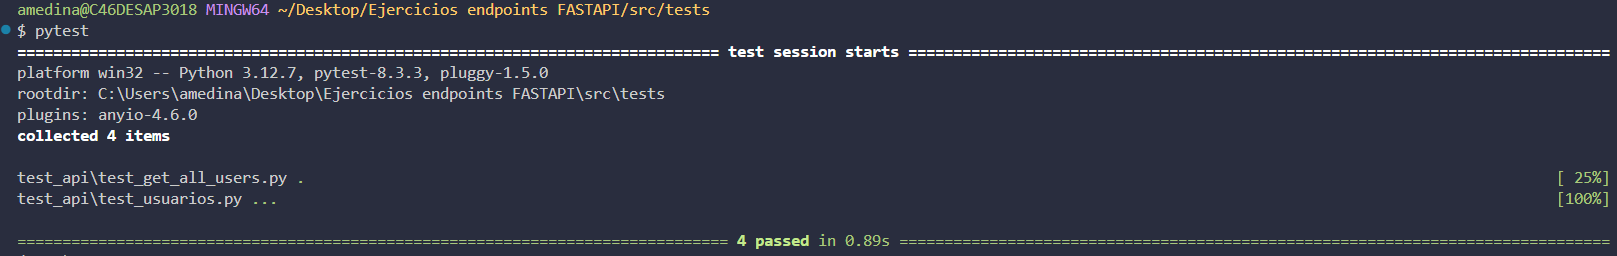 amedina@C46DESAP3018 MINGW64 ~/Desktop/Ejercicios endpoints FASTAPI/src/tests
$ pytest
============================================================================== test session starts ==============================================================================
platform win32 -- Python 3.12.7, pytest-8.3.3, pluggy-1.5.0
rootdir: C:\Users\amedina\Desktop\Ejercicios endpoints FASTAPI\src\tests
plugins: anyio-4.6.0
collected 4 items
test_api\test_get_all_users.py . [ 25%]
test_api\test_usuarios.py ... [100%]
=============================================================================== 4 passed in 0.89s ===============================================================================